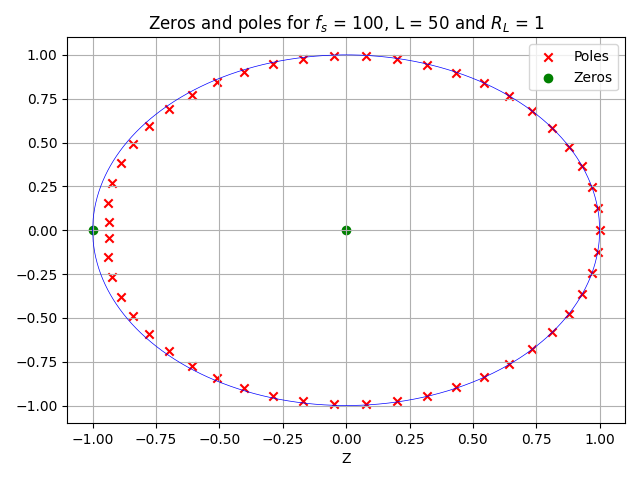 Zeros and poles for f_s = 100, L = 50 and R_L = 1
Poles
Zeros
1.00
0.75
0.50
0.25
0.00
−0.25
−0.50
−0.75
−1.00
−1.00 −0.75 −0.50 −0.25 0.00 0.25 0.50 0.75 1.00
Z